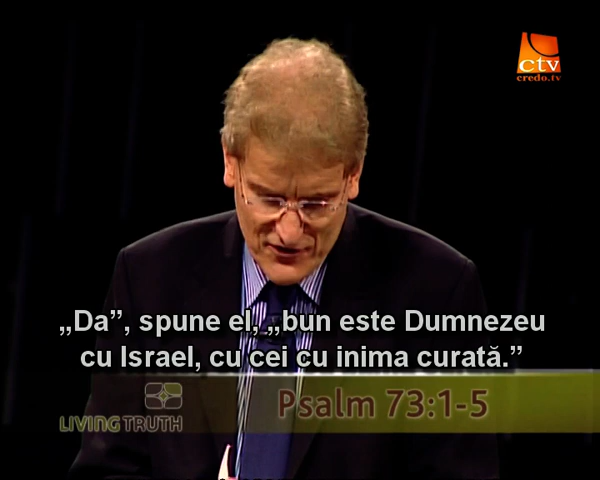 ctv
credo.tv
„Da”, spune el, „bun este Dumnezeu
cu Israel, cu cei cu inima curată.”
LIVING TRUTH
Psalm 73:1-5